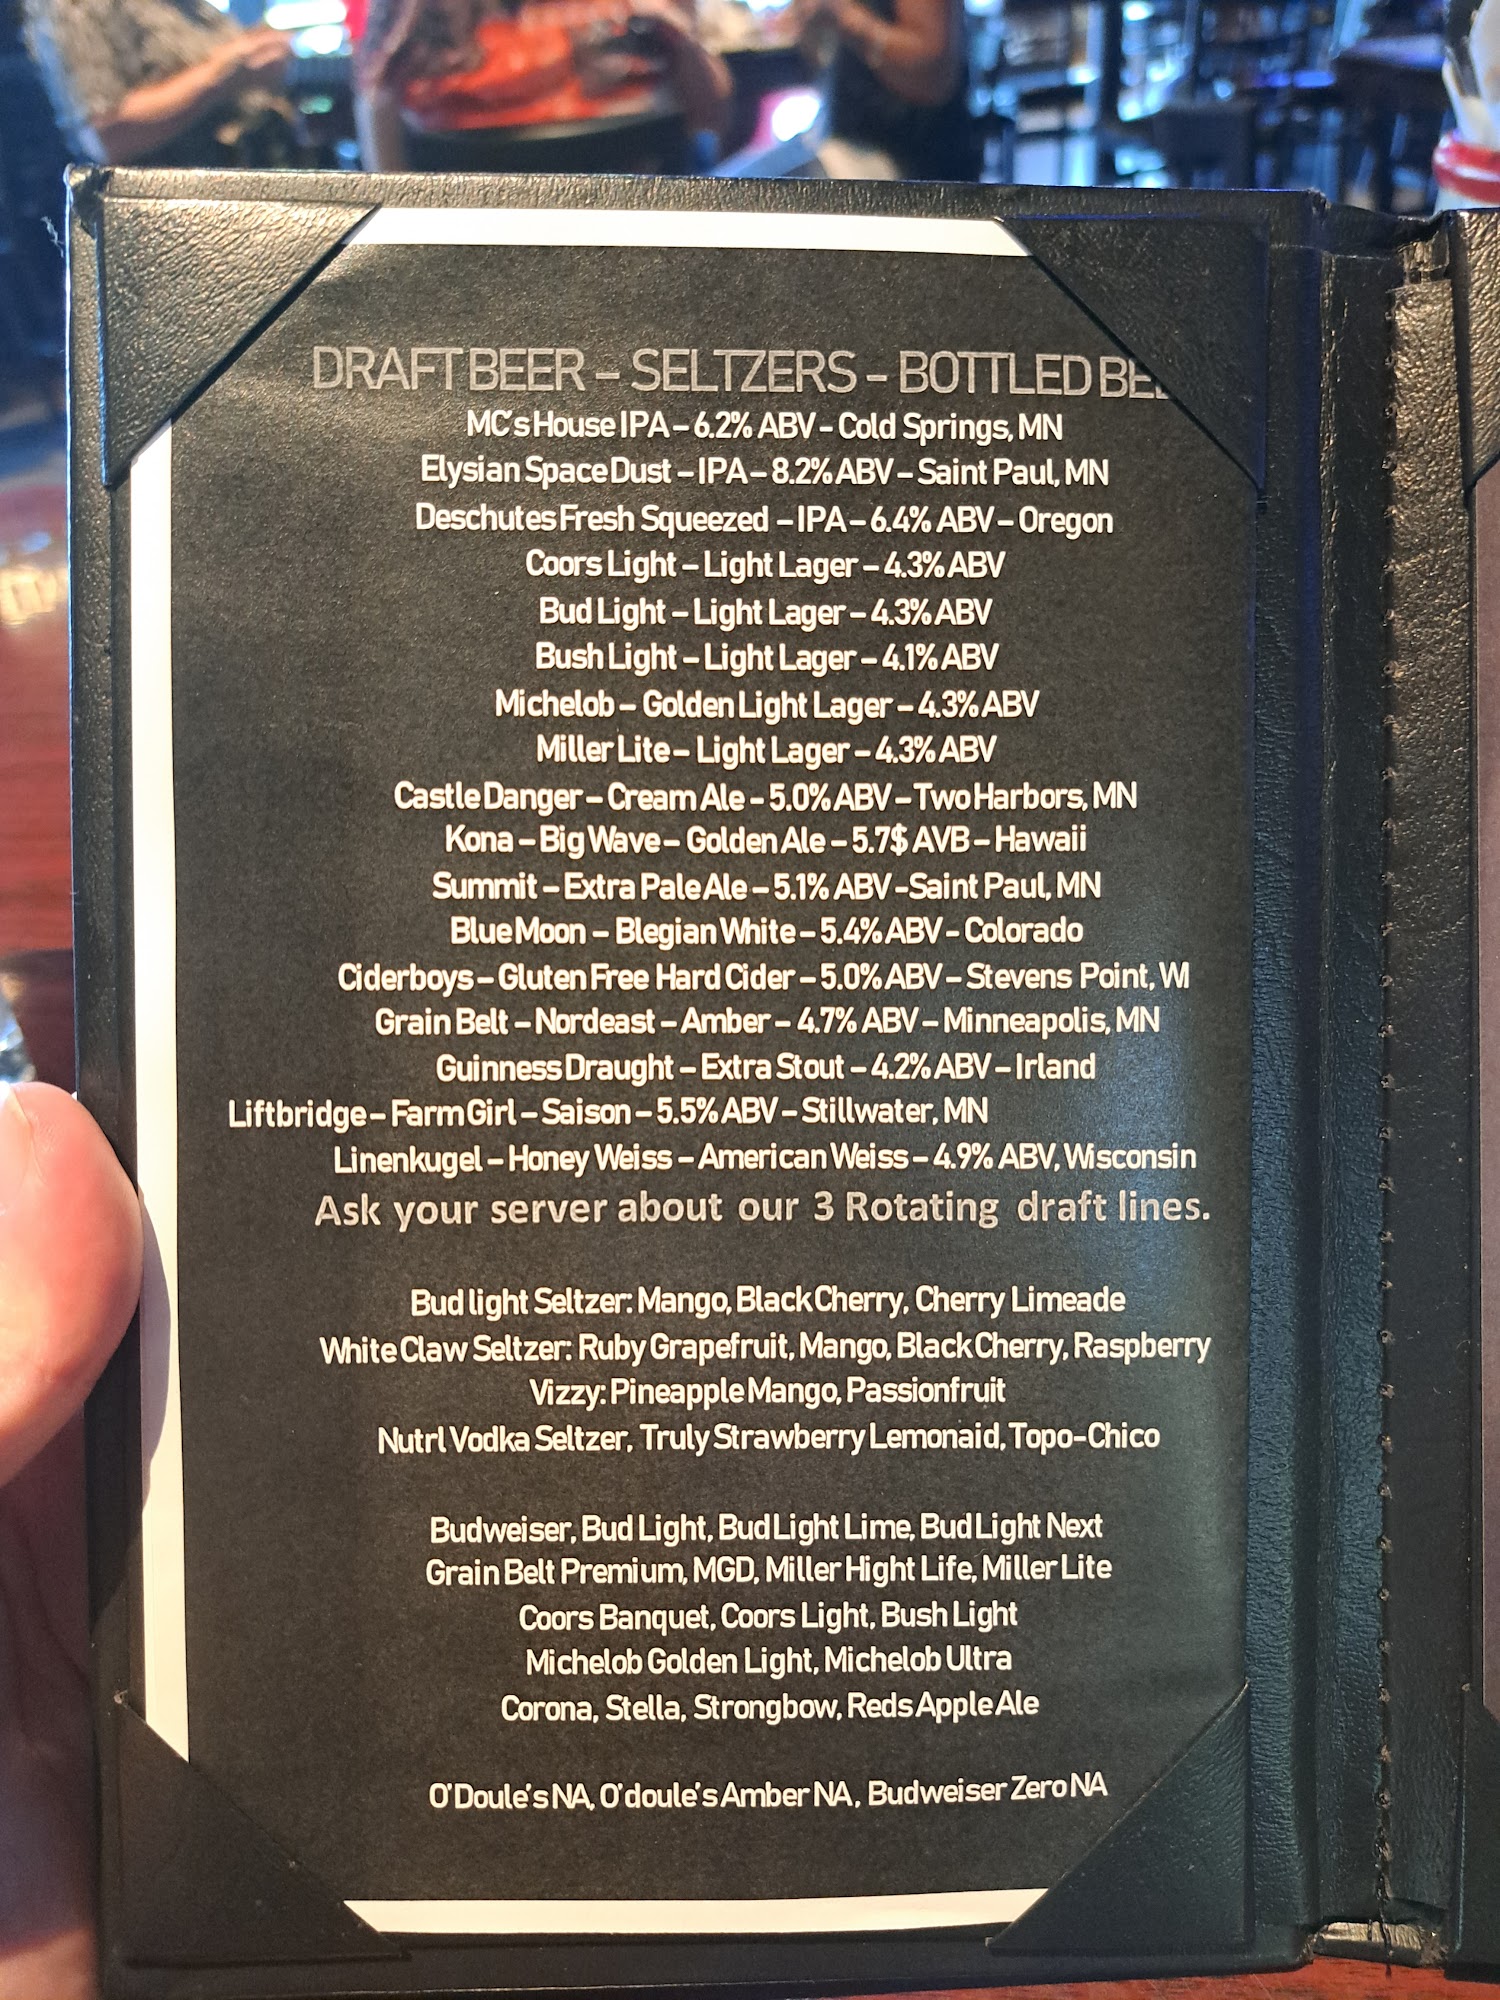 DRAFT BEER – SELTZERS – BOTTLED
MC's House IPA – 6.2% ABV – Cold Springs, MN
Elysian Space Dust – IPA – 8.2% ABV – Saint Paul, MN
Deschutes Fresh Squeezed – IPA – 6.4% ABV – Oregon
Coors Light – Light Lager – 4.3% ABV
Bud Light – Light Lager – 4.3% ABV
Bush Light – Light Lager – 4.1% ABV
Michelob – Golden Light Lager – 4.3% ABV
Miller Lite – Light Lager – 4.3% ABV
Castle Danger – Cream Ale - 5.0% ABV – Two Harbors, MN
Kona – Big Wave – Golden Ale – 5.7$ AVB – Hawaii
Summit – Extra Pale Ale – 5.1% ABV -Saint Paul, MN
Blue Moon – Blegian White – 5.4% ABV - Colorado
Ciderboys – Gluten Free Hard Cider – 5.0% ABV – Stevens Point, WI
Grain Belt – Nordeast – Amber – 4.7% ABV – Minneapolis, MN
Guinness Draught – Extra Stout – 4.2% ABV – Irland
Liftbridge – Farm Girl – Saison – 5.5% ABV – Stillwater, MN
Linenkugel – Honey Weiss – American Weiss – 4.9% ABV, Wisconsin
Ask your server about our 3 Rotating draft lines.
Bud light Seltzer: Mango, Black Cherry, Cherry Limeade
White Claw Seltzer: Ruby Grapefruit, Mango, Black Cherry, Raspberry
Vizzy: Pineapple Mango, Passionfruit
Nutrl Vodka Seltzer, Truly Strawberry Lemonaid, Topo-Chico
Budweiser, Bud Light, Bud Light Lime, Bud Light Next
Grain Belt Premium, MGD, Miller Hight Life, Miller Lite
Coors Banquet, Coors Light, Bush Light
Michelob Golden Light, Michelob Ultra
Corona, Stella, Strongbow, Reds Apple Ale
O'Doule's NA, O'doule's Amber NA, Budweiser Zero NA